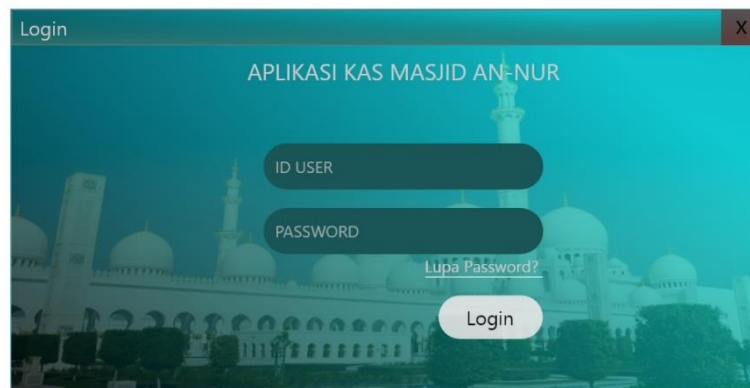 Login
X
APLIKASI KAS MASJID AN-NUR
ID USER
PASSWORD
Lupa Password?
Login